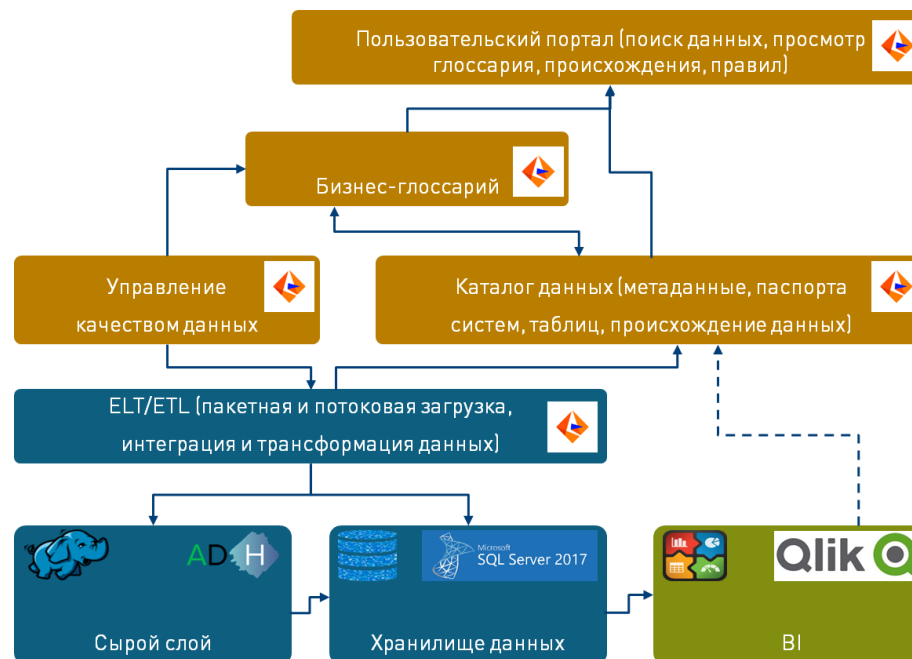 Пользовательский портал (поиск данных, просмотр
глоссария, происхождения, правил)
Бизнес-глоссарий
Управление
качеством данных
Каталог данных (метаданные, паспорта
систем, таблиц, происхождение данных)
ELT/ETL (пакетная и потоковая загрузка,
интеграция и трансформация данных)
ADH
Microsoft
SQL Server 2017
Qlik
Сырой слой
Хранилище данных
BI